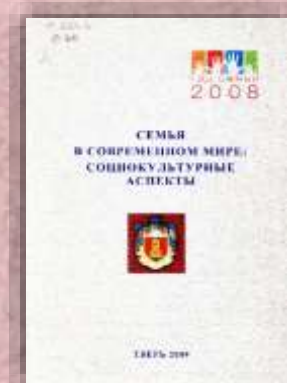 2008
СЕМЬЯ
В СОВРЕМЕННОМ МИРЕ:
СОЦИОКУЛЬТУРНЫЕ
АСПЕКТЫ
ТВЕРЬ 2009